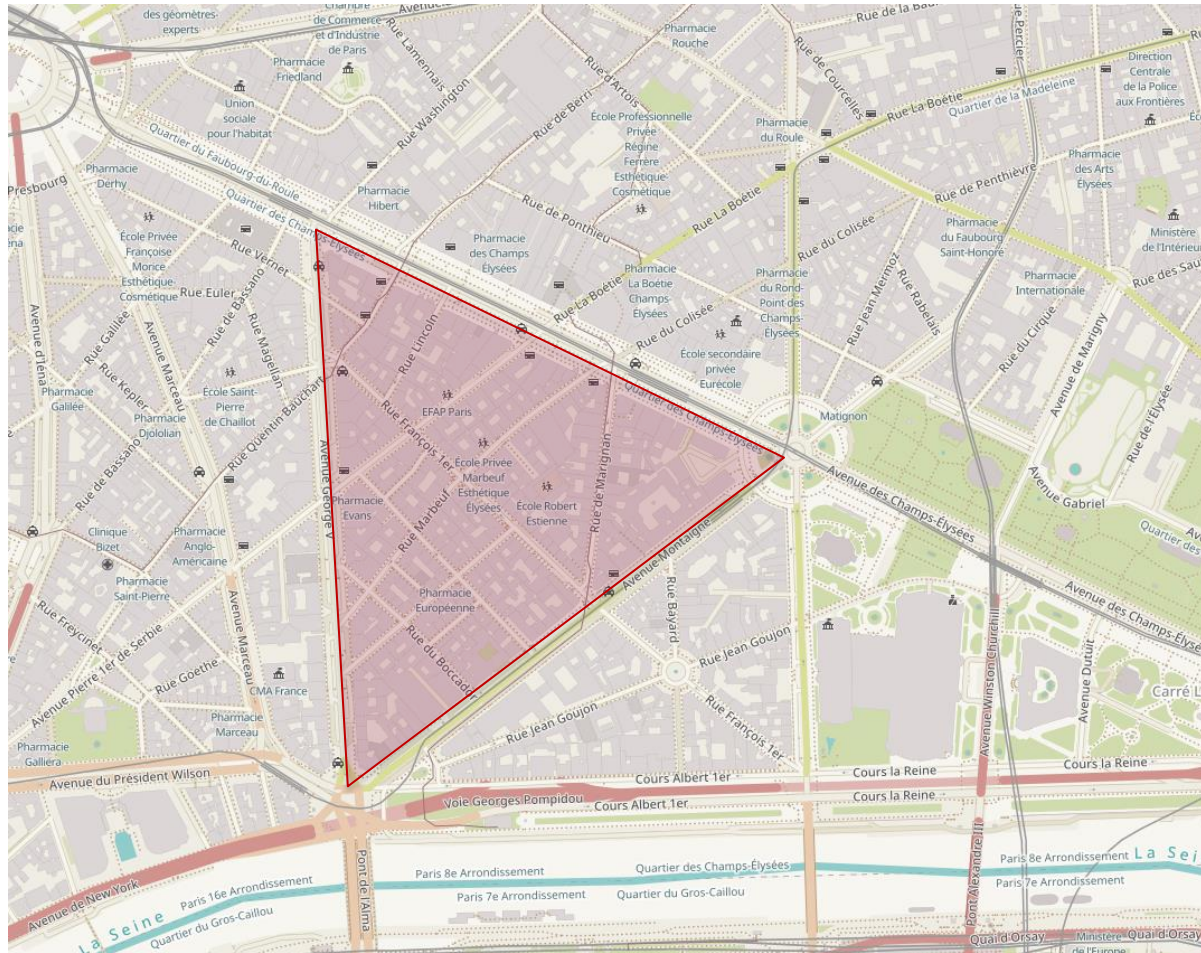 des géomètres-
experts
Chambre
de Commerce
et d'Industrie
de Paris
Pharmacie
Friedland
Union
sociale
pour l'habitat
Rue Lamennais
Rue Washington
Rue d'Artois
Rue de Berri
Pharmacie
Rouche
Rue de Courcelles
Rue La Boétie
Quartier de la Madeleine
Direction
Centrale
de la Police
aux Frontières
École Professionnelle
Privée
Régine
Ferrère
Esthétique-
Cosmétique
Pharmacie
du Roule
Quartier du Faubourg-du-Roule
Quartier des Champs-Élysées
Pharmacie
Derhy
Presbourg
Pharmacie
Hibert
Rue de Ponthieu
Rue La Boétie
Rue de Penthièvre
Pharmacie
des Arts
Élysées
École Privée
Françoise
Morice
Esthétique-
Cosmétique
Rue Vernet
Pharmacie
des Champs
Élysées
Rue du Colisée
Pharmacie
du Faubourg
Saint-Honoré
Ministère
de l'Intérieur
Rue Euler
Rue de Bassano
Rue Magellan
Rue La Boétie
Pharmacie
La Boétie
Champs-
Élysées
Pharmacie
du Rond-
Point des
Champs-
Élysées
Rue Jean Mermoz
Rue Rabelais
Pharmacie
Internationale
Avenue d'Iéna
Rue Galilée
Avenue Marceau
Rue Lincoln
Rue du Colisée
Rue du Cirque
Avenue de Marigny
École secondaire
privée
Eurécole
Rue Kepler
École Saint-
Pierre
de Chaillot
Rue Quentin Bauchart
Pharmacie
Galilée
Pharmacie
Djololian
EFAP Paris
Quartier des Champs-Élysées
Matignon
Rue de l'Élysée
Rue François 1er
Rue de Bassano
Avenue George V
École Privée
Marbeuf
Esthétique
Élysées
Rue de Marignan
Avenue des Champs-Élysées
Avenue Gabriel
Pharmacie
Evans
Rue Marbeuf
École Robert
Estienne
Clinique
Bizet
Pharmacie
Anglo-
Américaine
Avenue Montaigne
Quartier des
Pharmacie
Saint-Pierre
Pharmacie
Européenne
Rue Bayard
Avenue des Champs-Élysées
Rue Freycinet
Avenue Marceau
Avenue Pierre 1er de Serbie
Rue du Boccador
Rue Jean Goujon
Avenue Winston Churchill
Avenue Dutuit
Rue Goethe
CMA France
Rue Jean Goujon
Rue François 1er
Pharmacie
Marceau
Pharmacie
Galliera
Avenue du Président Wilson
Cours Albert 1er
Cours la Reine
Cours la Reine
Voie Georges Pompidou
Cours Albert 1er
Cours la Reine
Pont de l'Alma
Pont Alexandre III
Quartier des Champs-Élysées
Paris 8e Arrondissement
Paris 8e Arrondissement
Paris 16e Arrondissement
Paris 7e Arrondissement
Quartier du Gros-Caillou
Paris 7e Arrondissement
Avenue de New York
La Seine
Quartier du Gros-Caillou
Quai d'Orsay
Ministère
de l'Europe
Quai d'Orsay